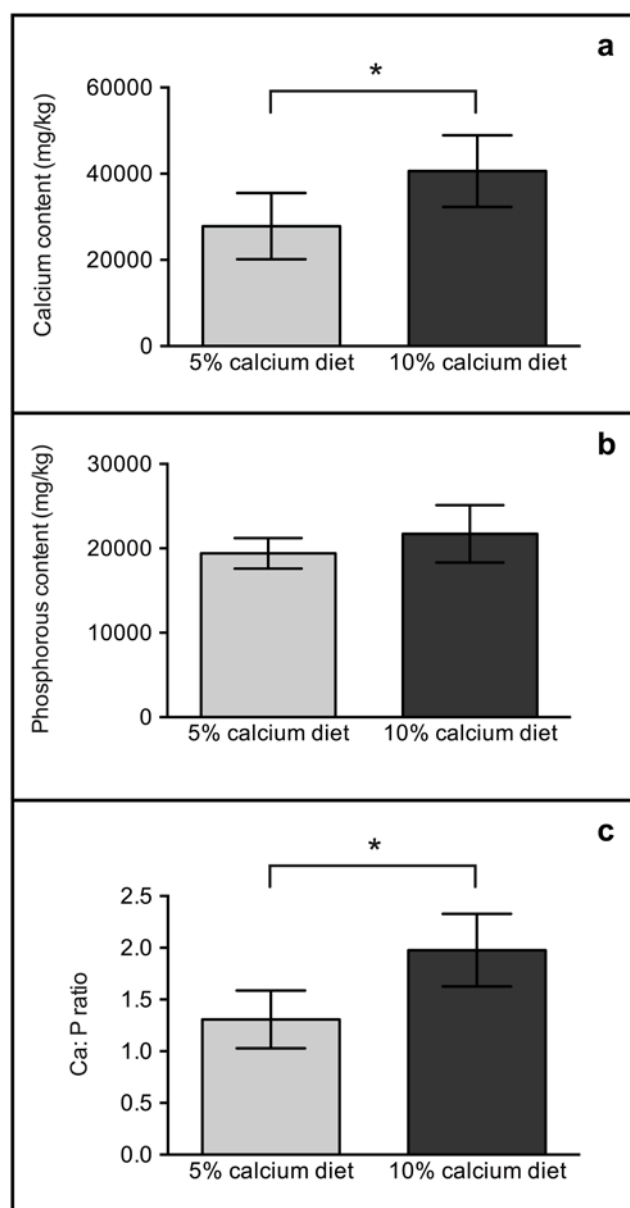 a
*
Calcium content (mg/kg)
60000
40000
20000
0
5% calcium diet
10% calcium diet
b
Phosphorous content (mg/kg)
30000
20000
10000
0
5% calcium diet
10% calcium diet
c
*
Ca: P ratio
2.5
2.0
1.5
1.0
0.5
0.0
5% calcium diet
10% calcium diet